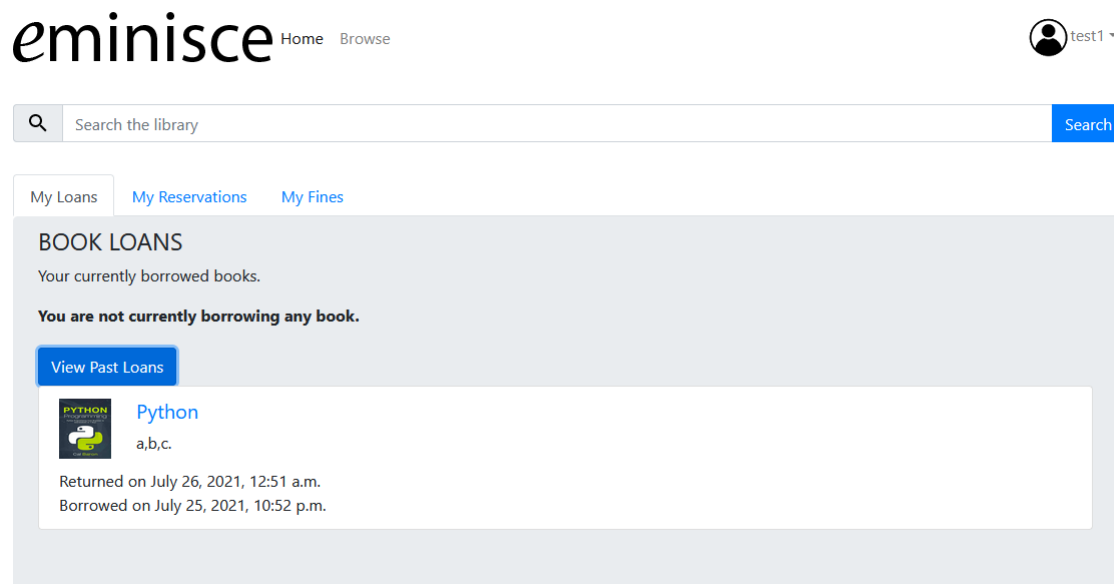 eminisce Home Browse test1
Search the library Search
My Loans My Reservations My Fines
BOOK LOANS
Your currently borrowed books.
You are not currently borrowing any book.
View Past Loans
PYTHON
Python
a,b,c.
Returned on July 26, 2021, 12:51 a.m.
Borrowed on July 25, 2021, 10:52 p.m.